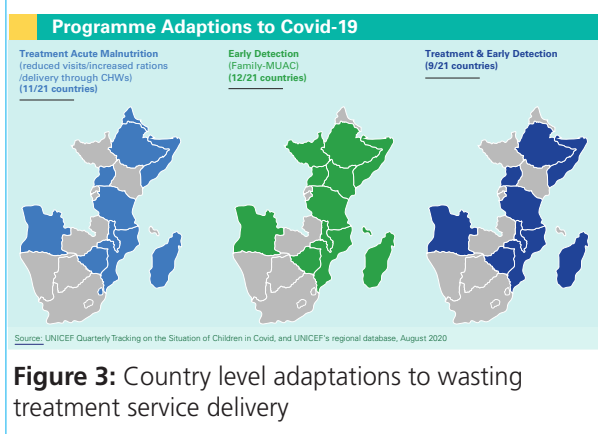 Programme Adaptions to Covid-19
Treatment Acute Malnutrition
(reduced visits/increased rations
/delivery through CHWs)
(11/21 countries)
Early Detection
(Family-MUAC)
(12/21 countries)
Treatment & Early Detection
(9/21 countries)
Source: UNICEF Quarterly Tracking on the Situation of Children in Covid, and UNICEF's regional database, August 2020
Figure 3: Country level adaptations to wasting
treatment service delivery